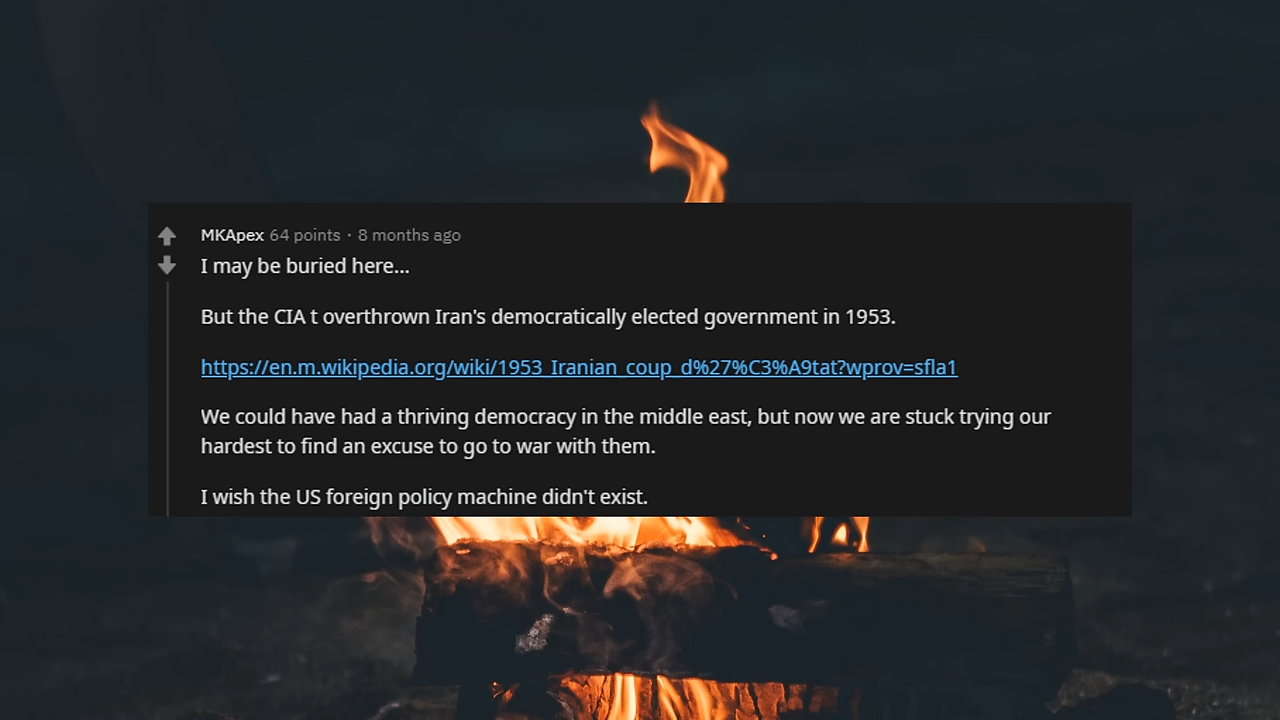 MKApex 64 points · 8 months ago
I may be buried here...
But the CIA t overthrown Iran's democratically elected government in 1953.
https://en.m.wikipedia.org/wiki/1953_Iranian_coup_d%27%C3%A9tat?wprov=sfla1
We could have had a thriving democracy in the middle east, but now we are stuck trying our
hardest to find an excuse to go to war with them.
I wish the US foreign policy machine didn't exist.